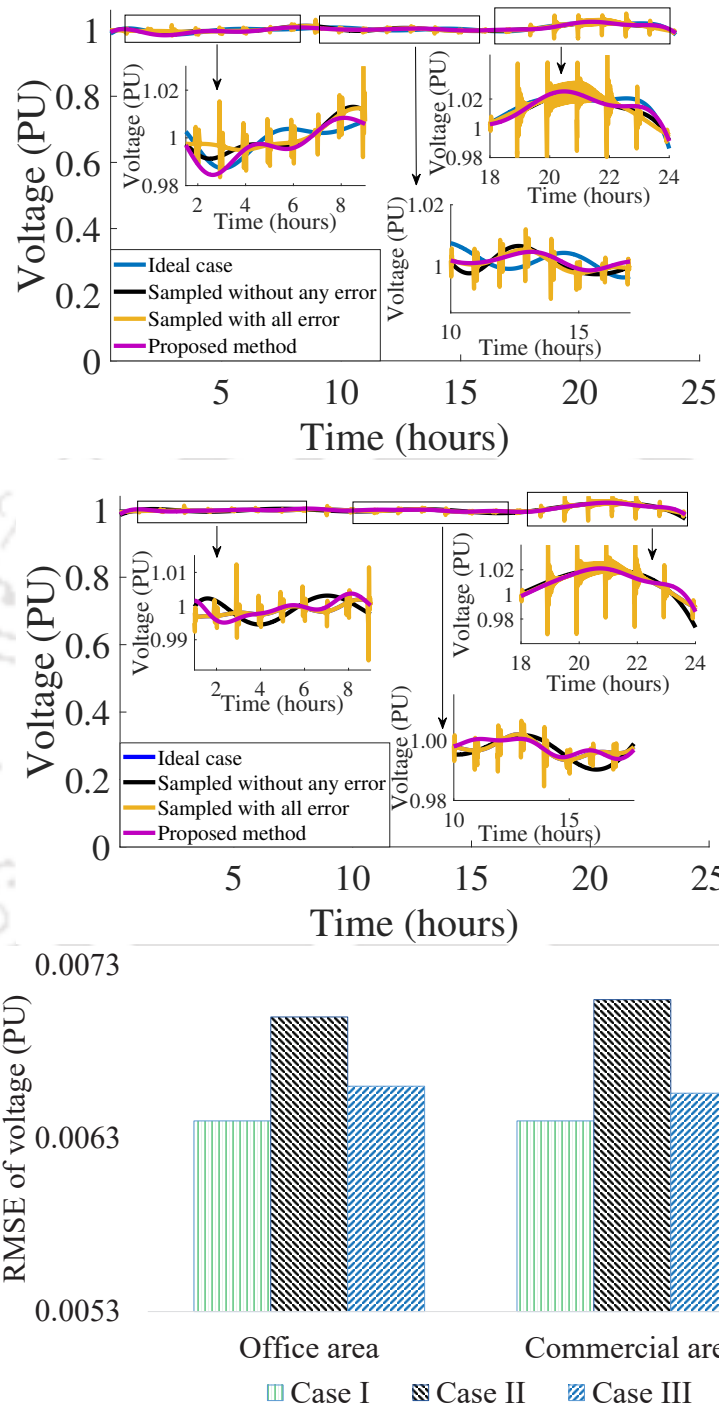 1
0.8
0.6
0.4
0.2
0
Voltage (PU)
1.02
1
0.98
Voltage (PU)
2 4 6 8
Time (hours)
1.02
0.98
Voltage (PU)
18 20 22 24
Time (hours)
1.02
1
Voltage (PU)
10 15
Time (hours)
Ideal case
Sampled without any error
Sampled with all error
Proposed method
5 10 15 20 25
Time (hours)
1
0.8
0.6
0.4
0.2
0
Voltage (PU)
1.01
1
0.99
Voltage (PU)
2 4 6 8
Time (hours)
1.02
1
0.98
Voltage (PU)
18 20 22 24
Time (hours)
1.00
0.98
Voltage (PU)
10 15
Time (hours)
Ideal case
Sampled without any error
Sampled with all error
Proposed method
5 10 15 20 25
Time (hours)
0.0073
0.0063
0.0053
RMSE of voltage (PU)
Office area Commercial are
Case I Case II Case III